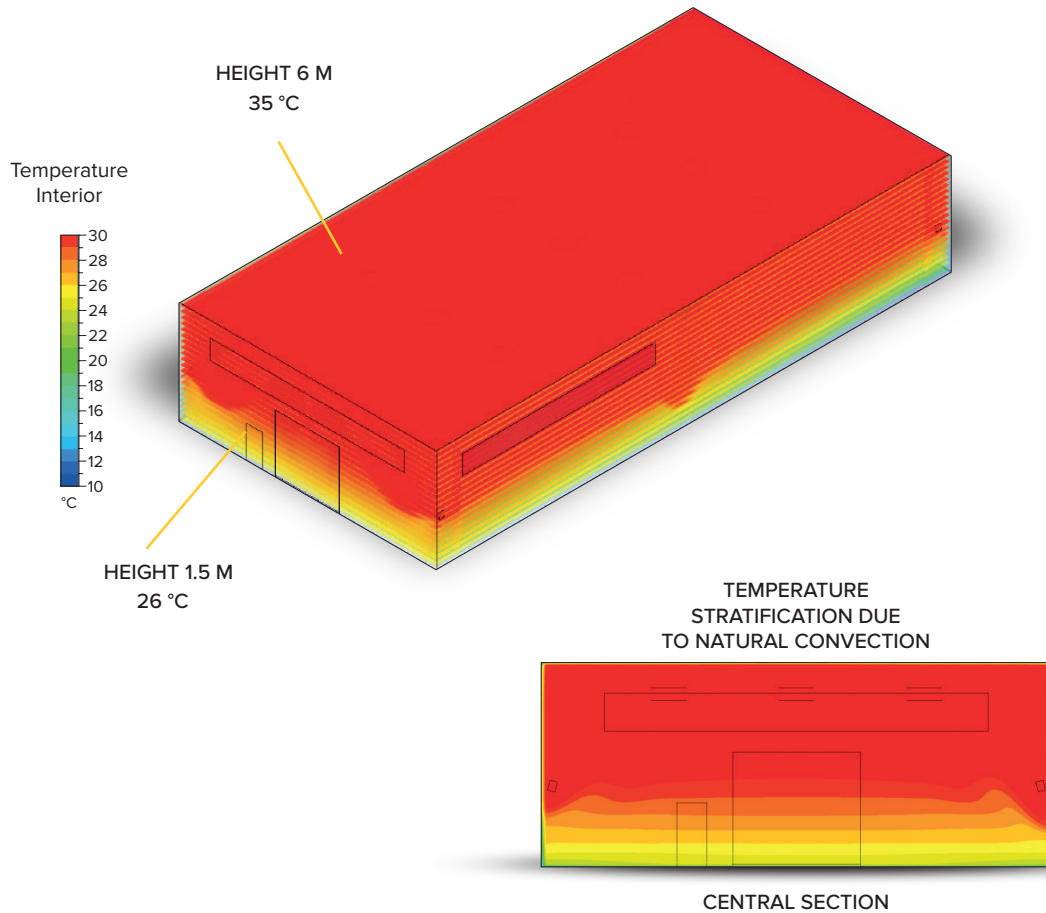 HEIGHT 6 M
35 °C
Temperature
Interior
30
28
26
24
22
20
18
16
14
12
10
°C
HEIGHT 1.5 M
26 °C
TEMPERATURE
STRATIFICATION DUE
TO NATURAL CONVECTION
CENTRAL SECTION